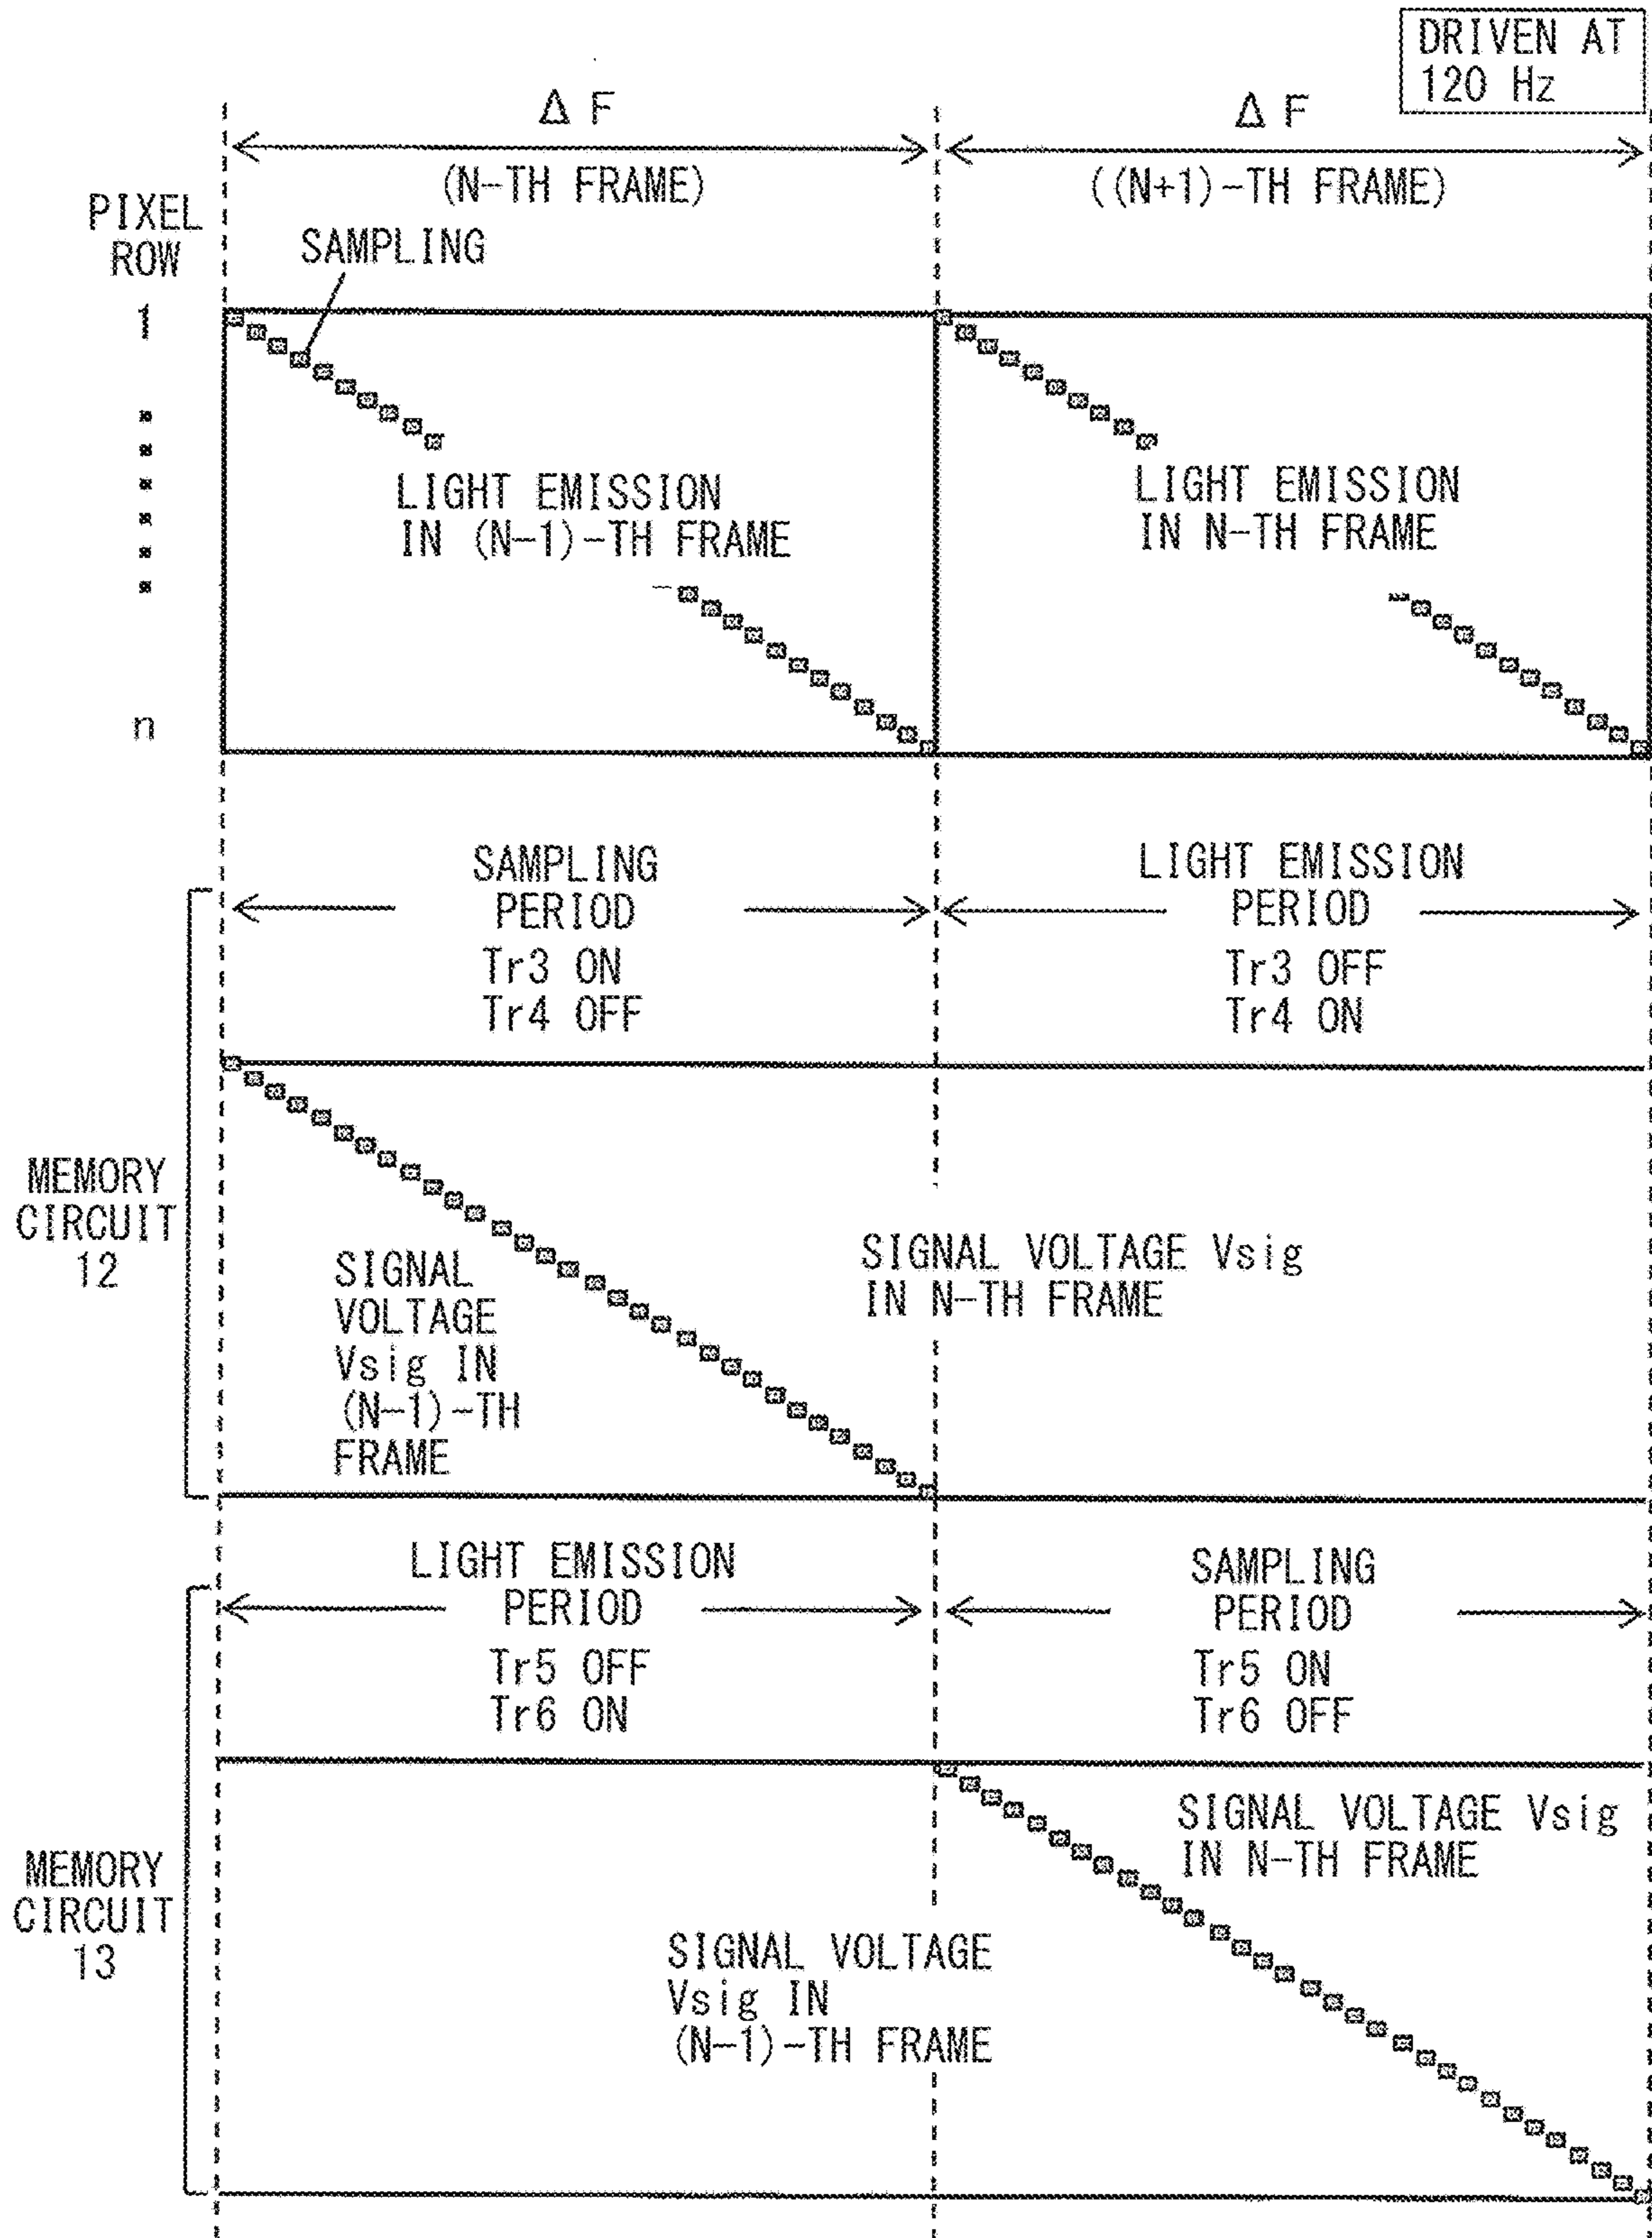 DRIVEN AT
120 Hz
Δ F
Δ F
(N-TH FRAME)
((N+1)-TH FRAME)
PIXEL
ROW
SAMPLING
1
LIGHT EMISSION
IN (N-1)-TH FRAME
LIGHT EMISSION
IN N-TH FRAME
n
SAMPLING
PERIOD
Tr3 ON
Tr4 OFF
LIGHT EMISSION
PERIOD
Tr3 OFF
Tr4 ON
MEMORY
CIRCUIT
12
SIGNAL
VOLTAGE
Vsig IN
(N-1)-TH
FRAME
SIGNAL VOLTAGE Vsig
IN N-TH FRAME
LIGHT EMISSION
PERIOD
Tr5 OFF
Tr6 ON
SAMPLING
PERIOD
Tr5 ON
Tr6 OFF
MEMORY
CIRCUIT
13
SIGNAL VOLTAGE Vsig
IN N-TH FRAME
SIGNAL VOLTAGE
Vsig IN
(N-1)-TH FRAME